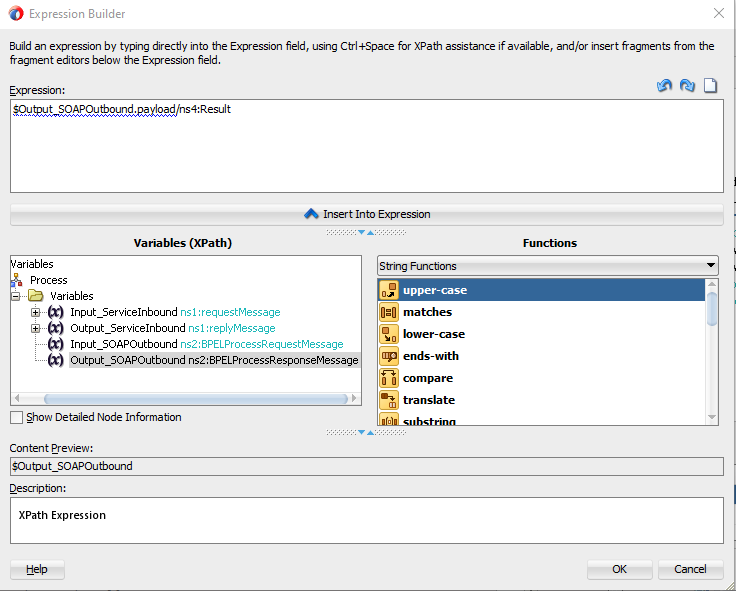 Expression Builder
Build an expression by typing directly into the Expression field, using Ctrl+Space for XPath assistance if available, and/or insert fragments from the
fragment editors below the Expression field.
Expression:
$Output_SOAPOutbound.payload/ns4:Result
Insert Into Expression
Variables (XPath)
Variables
Process
Variables
Input_ServiceInbound ns1:requestMessage
Output_ServiceInbound ns1:replyMessage
Input_SOAPOutbound ns2:BPELProcessRequestMessage
Output_SOAPOutbound ns2:BPELProcessResponseMessage
Show Detailed Node Information
Functions
String Functions
upper-case
matches
lower-case
ends-with
compare
translate
substring
Content Preview:
$Output_SOAPOutbound
Description:
XPath Expression
Help
OK
Cancel